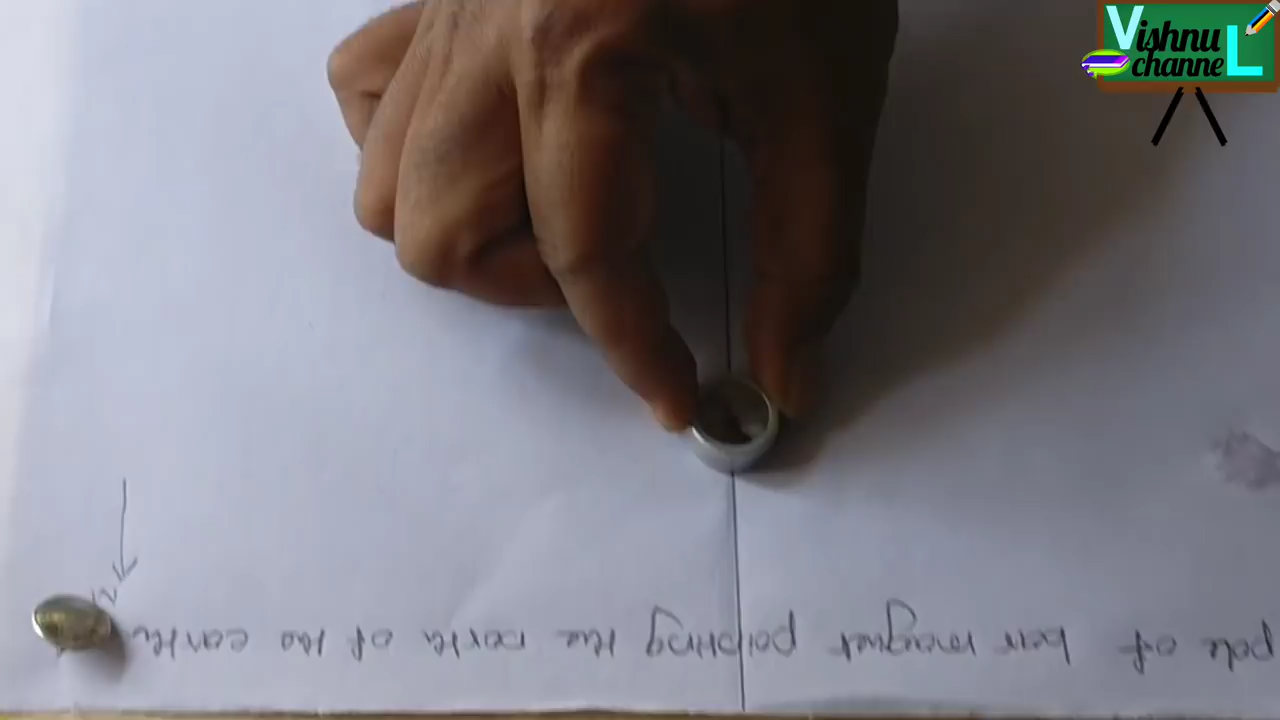 Vishnu
channeL
pole of bar magnet pointing the north of the earth
N